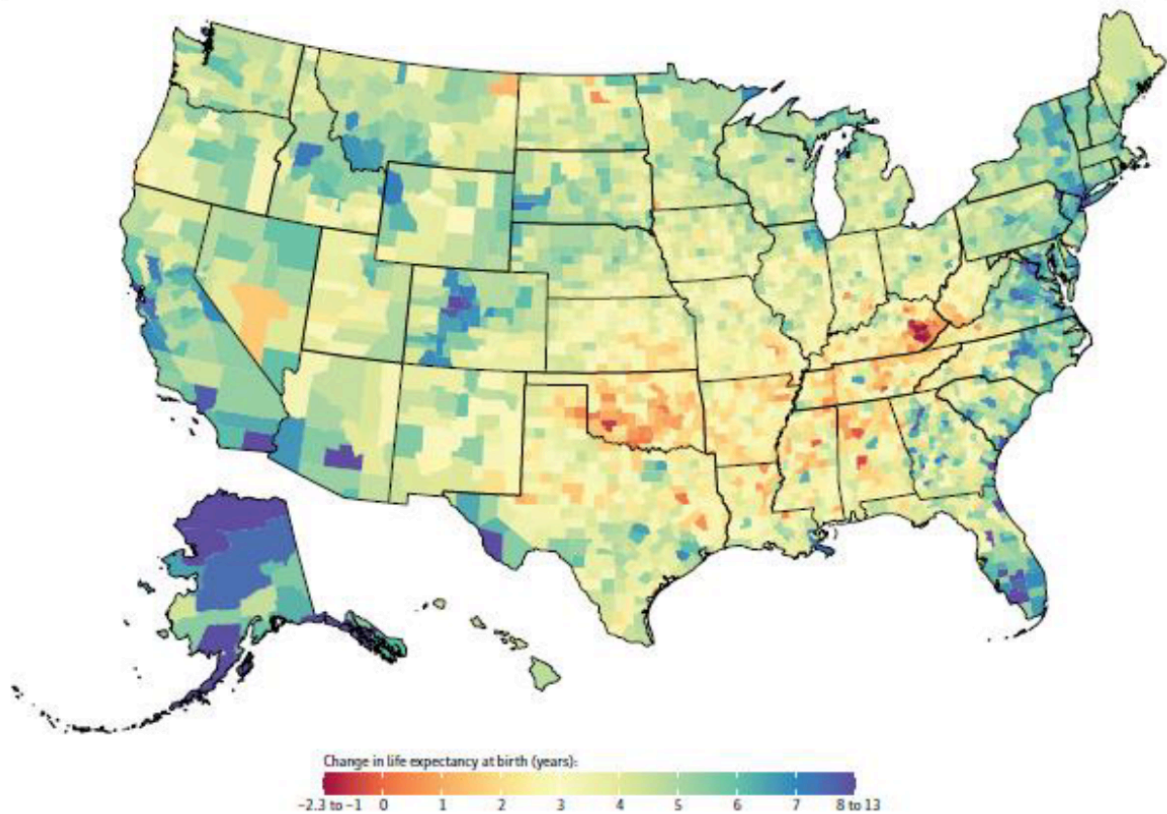 Change in life expectancy at birth (years):
−2.3 to −1 0 1 2 3 4 5 6 7 8 to 13